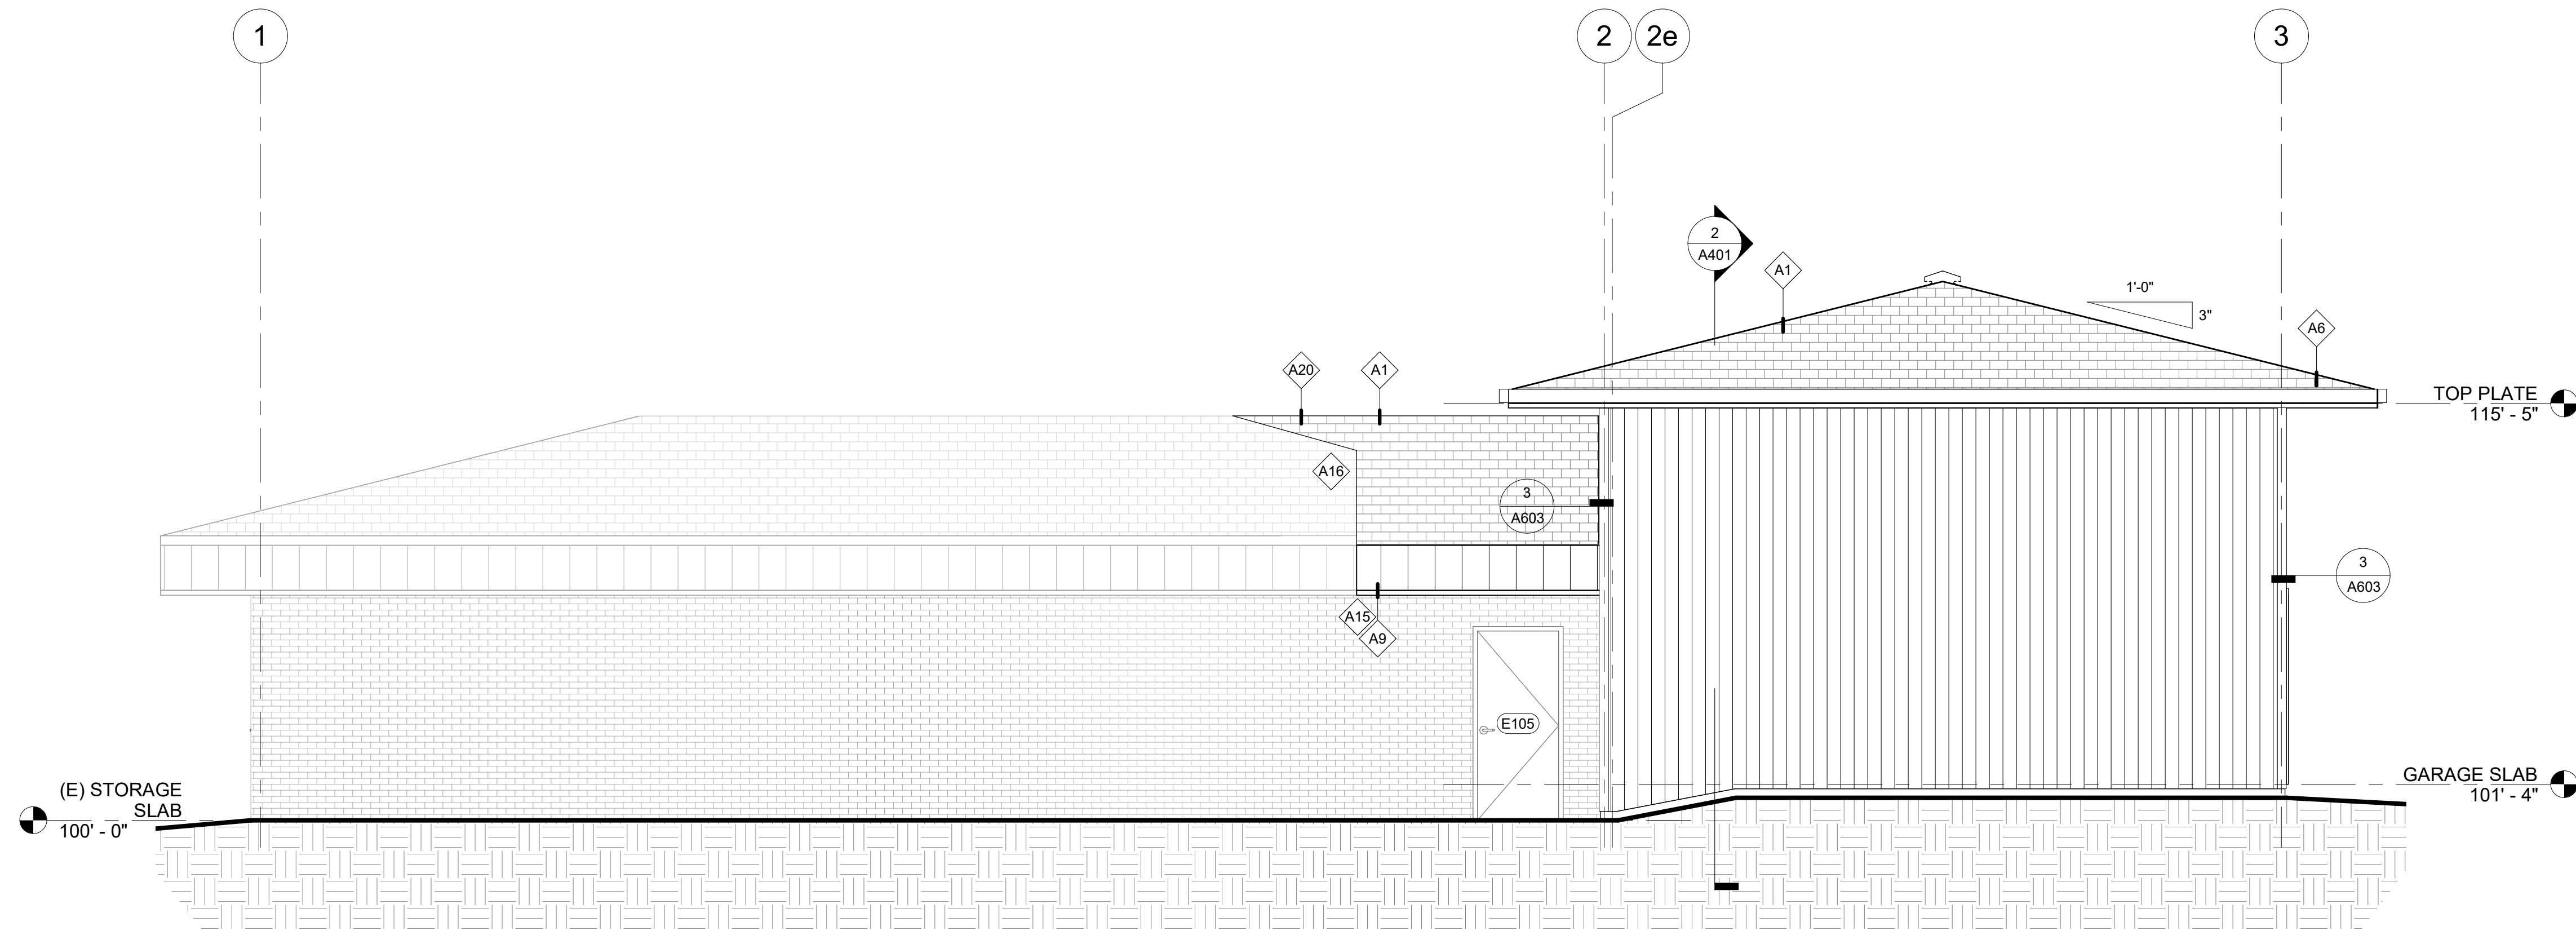 1
2
2e
3
2
A401
A1
1'-0"
3"
A6
A20
A1
TOP PLATE
115' - 5"
A16
3
A603
3
A603
A15
A9
E105
(E) STORAGE
SLAB
100' - 0"
GARAGE SLAB
101' - 4"